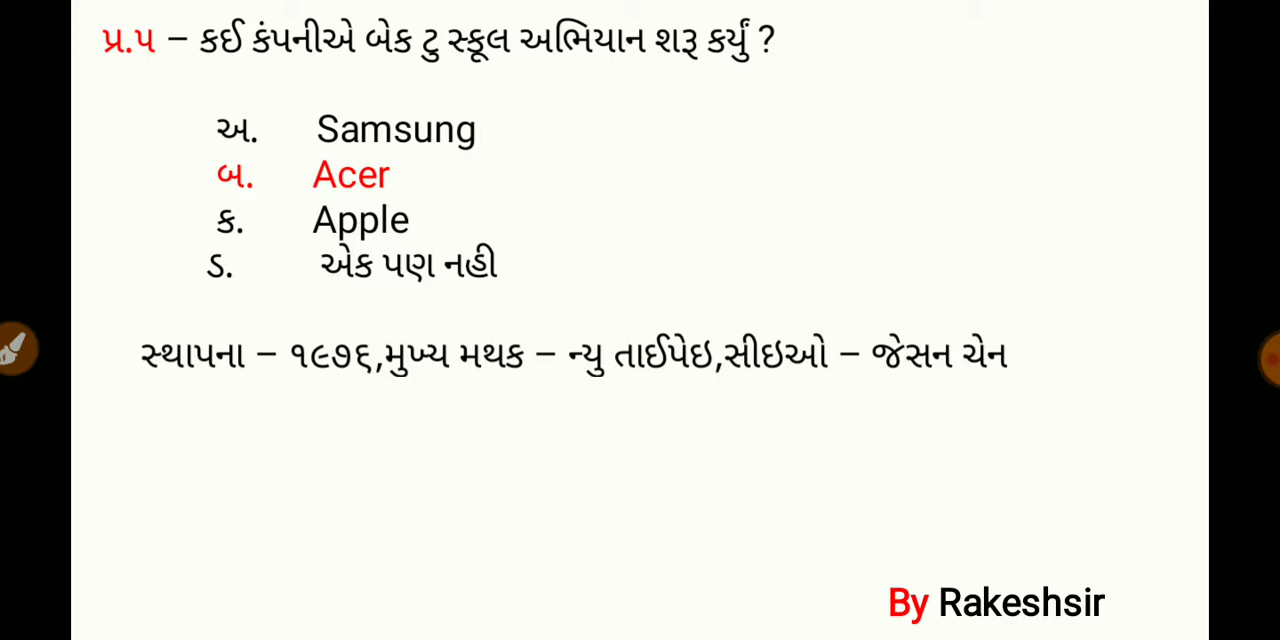 પ્ર.૫ – કઈ કંપનીએ બેક ટુ સ્કૂલ અભિયાન શરૂ કર્યું ?
અ. Samsung
બ. Acer
ક. Apple
ડ. એક પણ નહી
સ્થાપના – ૧૯૭૬,મુખ્ય મથક – ન્યુ તાઈપેઇ,સીઇઓ – જેસન ચેન
By Rakeshsir